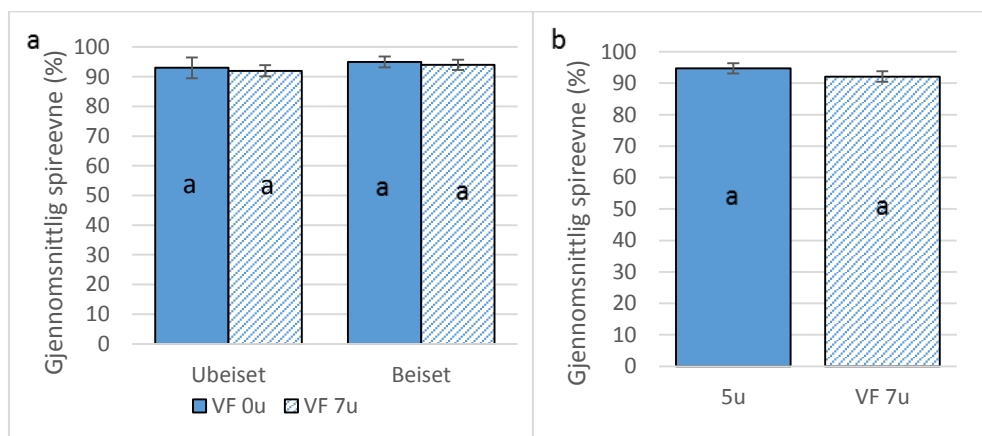 a
Gjennomsnittlig spireevne (%)
100
90
80
70
60
50
40
30
20
10
0
a a a a
Ubeiset Beiset
VF 0u VF 7u
b
Gjennomsnittlig spireevne (%)
100
90
80
70
60
50
40
30
20
10
0
a a
5u VF 7u